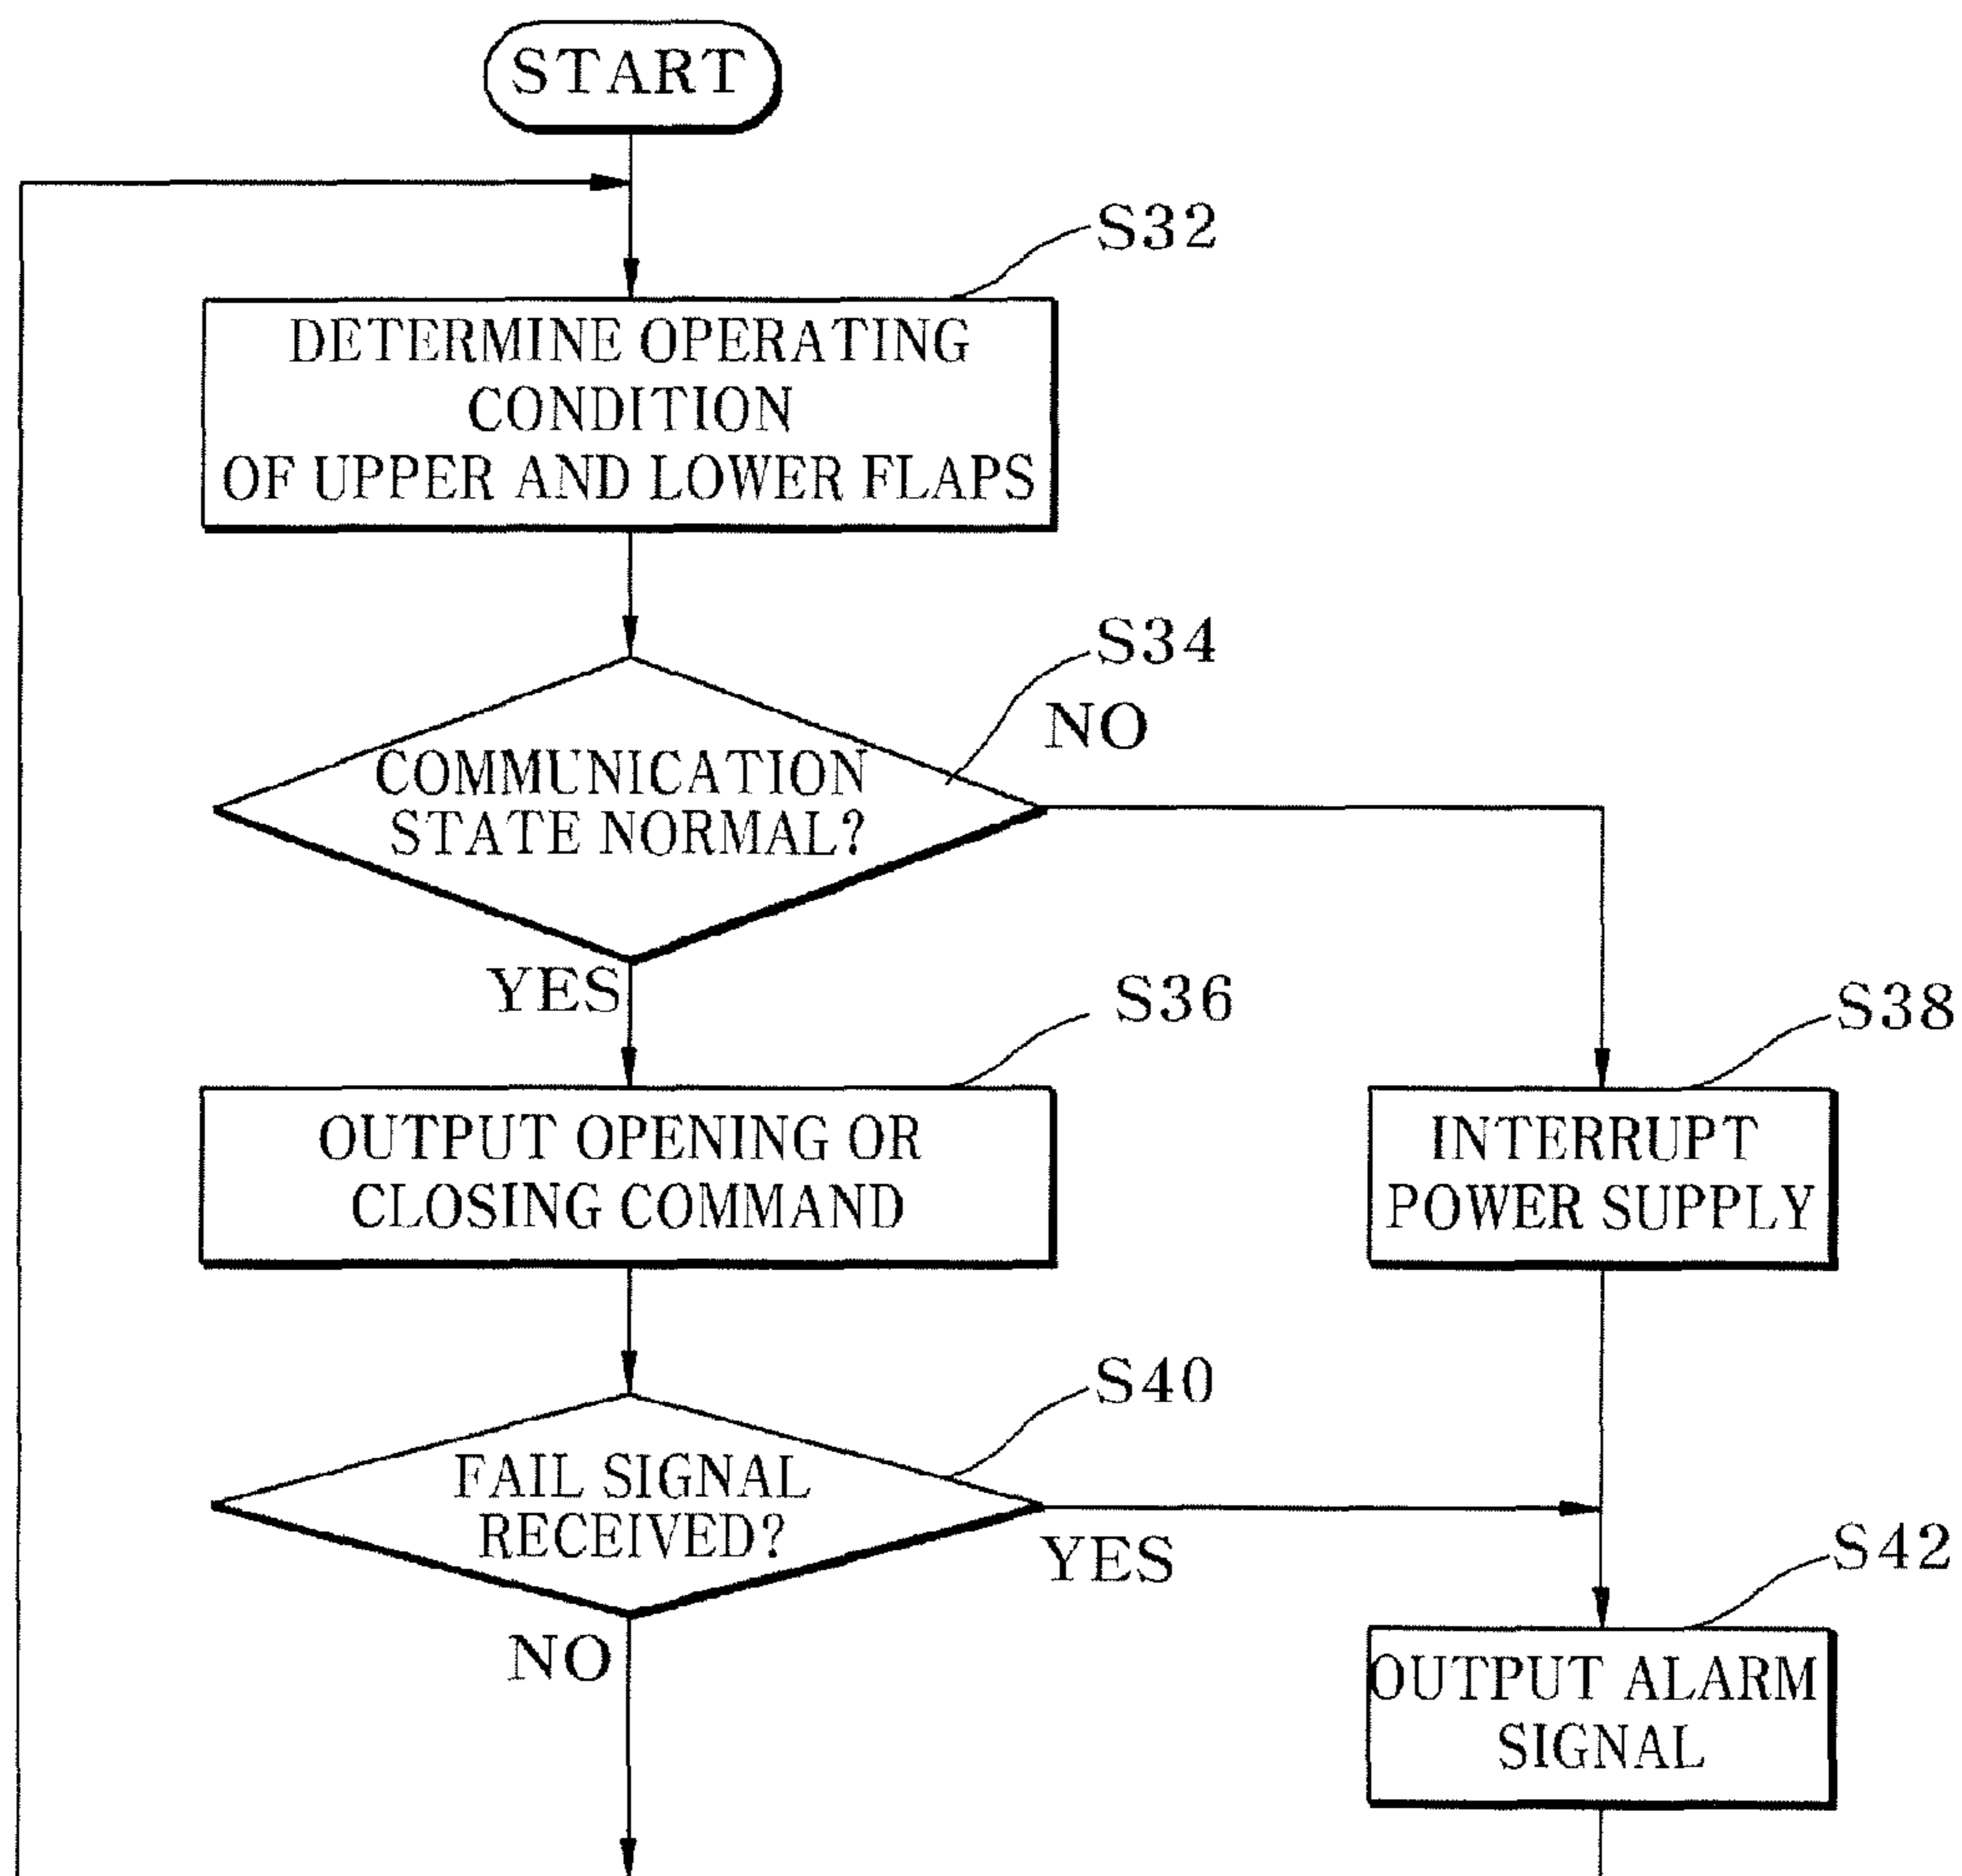 START
S32
DETERMINE OPERATING
CONDITION
OF UPPER AND LOWER FLAPS
S34
NO
COMMUNICATION
STATE NORMAL?
YES
S36
S38
OUTPUT OPENING OR
CLOSING COMMAND
INTERRUPT
POWER SUPPLY
S40
FAIL SIGNAL
RECEIVED?
YES
S42
NO
OUTPUT ALARM
SIGNAL